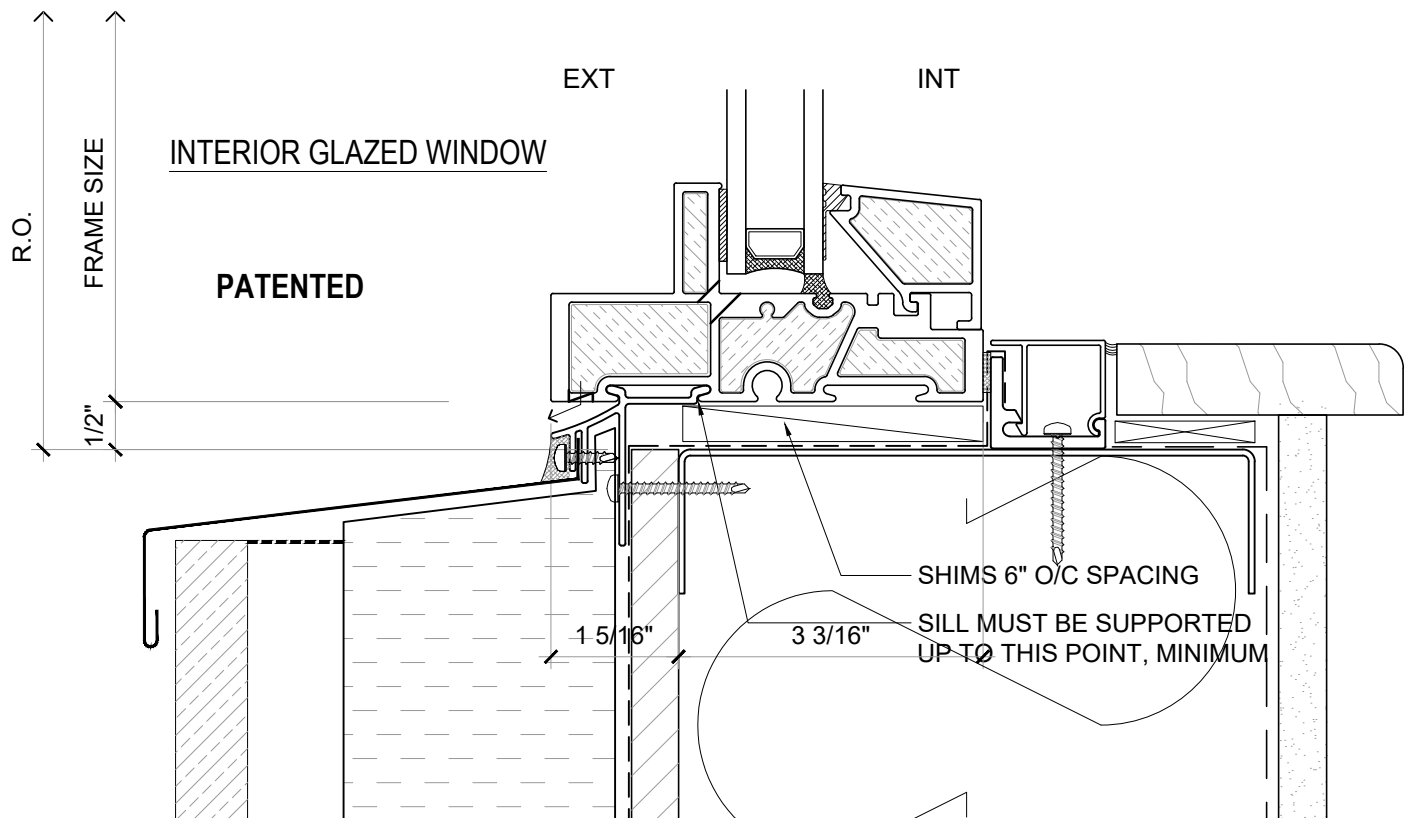 EXT
INT
INTERIOR GLAZED WINDOW
R.O.
FRAME SIZE
PATENTED
1/2"
SHIMS 6" O/C SPACING
1 5/16"
3 3/16"
SILL MUST BE SUPPORTED
UP TO THIS POINT, MINIMUM